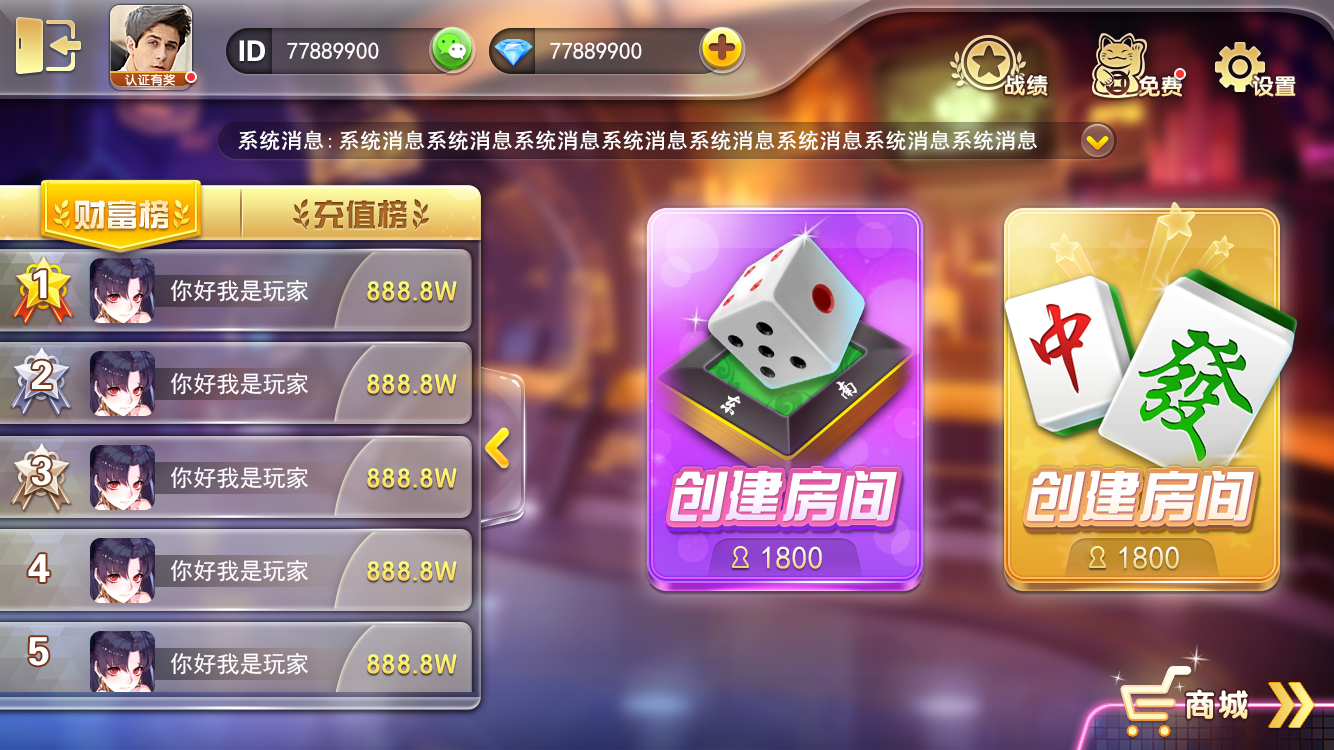 认证有奖
ID 77889900
77889900
战绩
免费
设置
系统消息: 系统消息系统消息系统消息系统消息系统消息系统消息系统消息系统消息
财富榜
充值榜
1 你好我是玩家 888.8W
2 你好我是玩家 888.8W
3 你好我是玩家 888.8W
4 你好我是玩家 888.8W
5 你好我是玩家 888.8W
东 南
创建房间
1800
中 發
创建房间
1800
商城